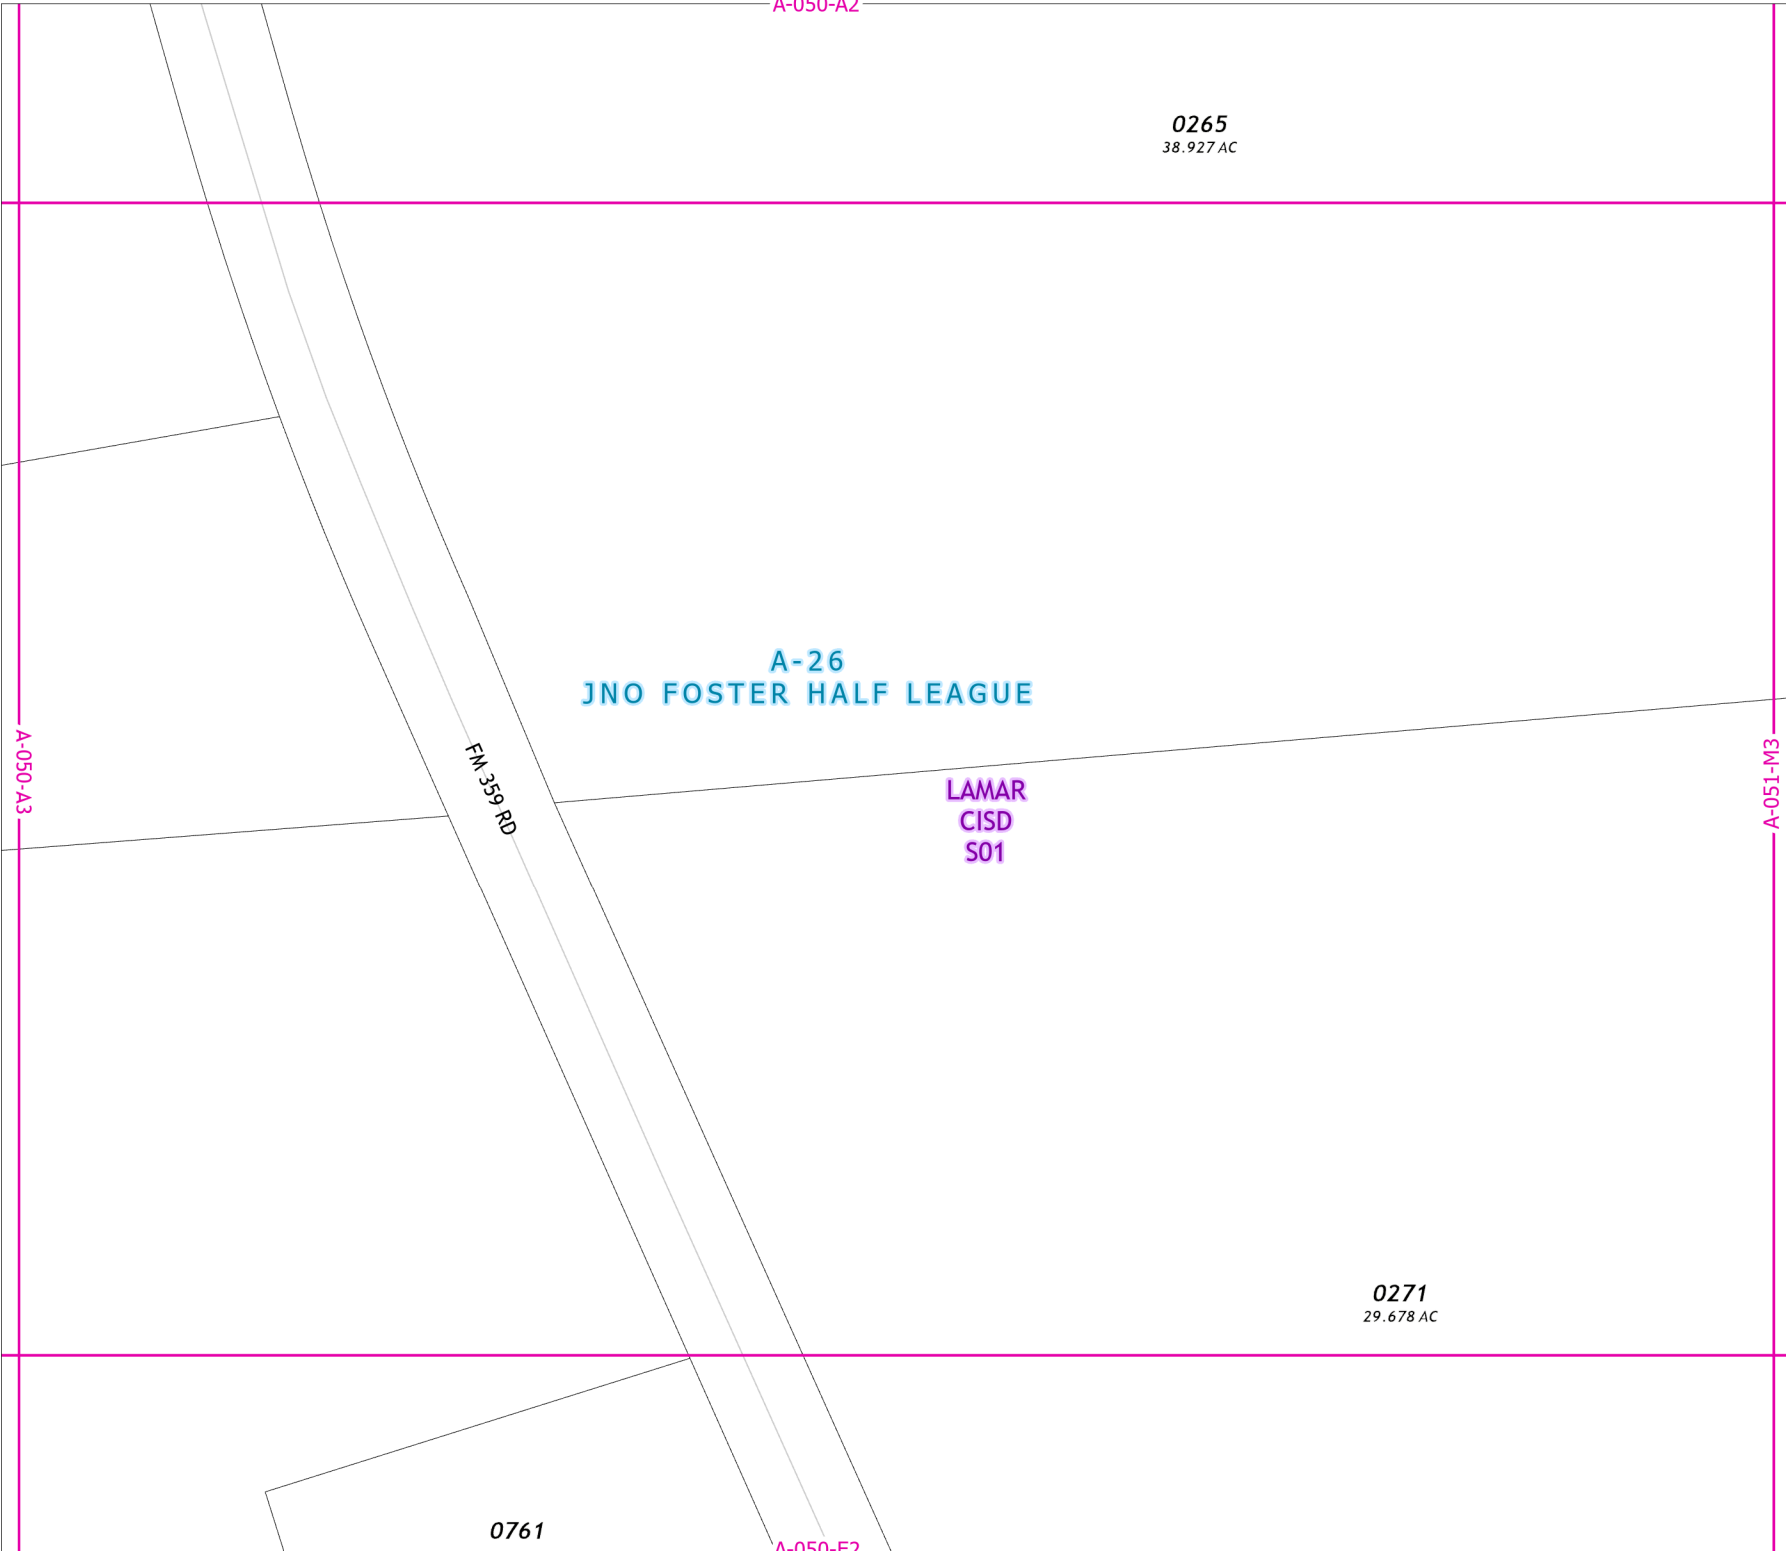 A-050-A2
0265
38.927 AC
A-26
JNO FOSTER HALF LEAGUE
A-050-A3
FM 359 RD
LAMAR
CISD
S01
A-051-M3
0271
29.678 AC
0761
A-050-E2